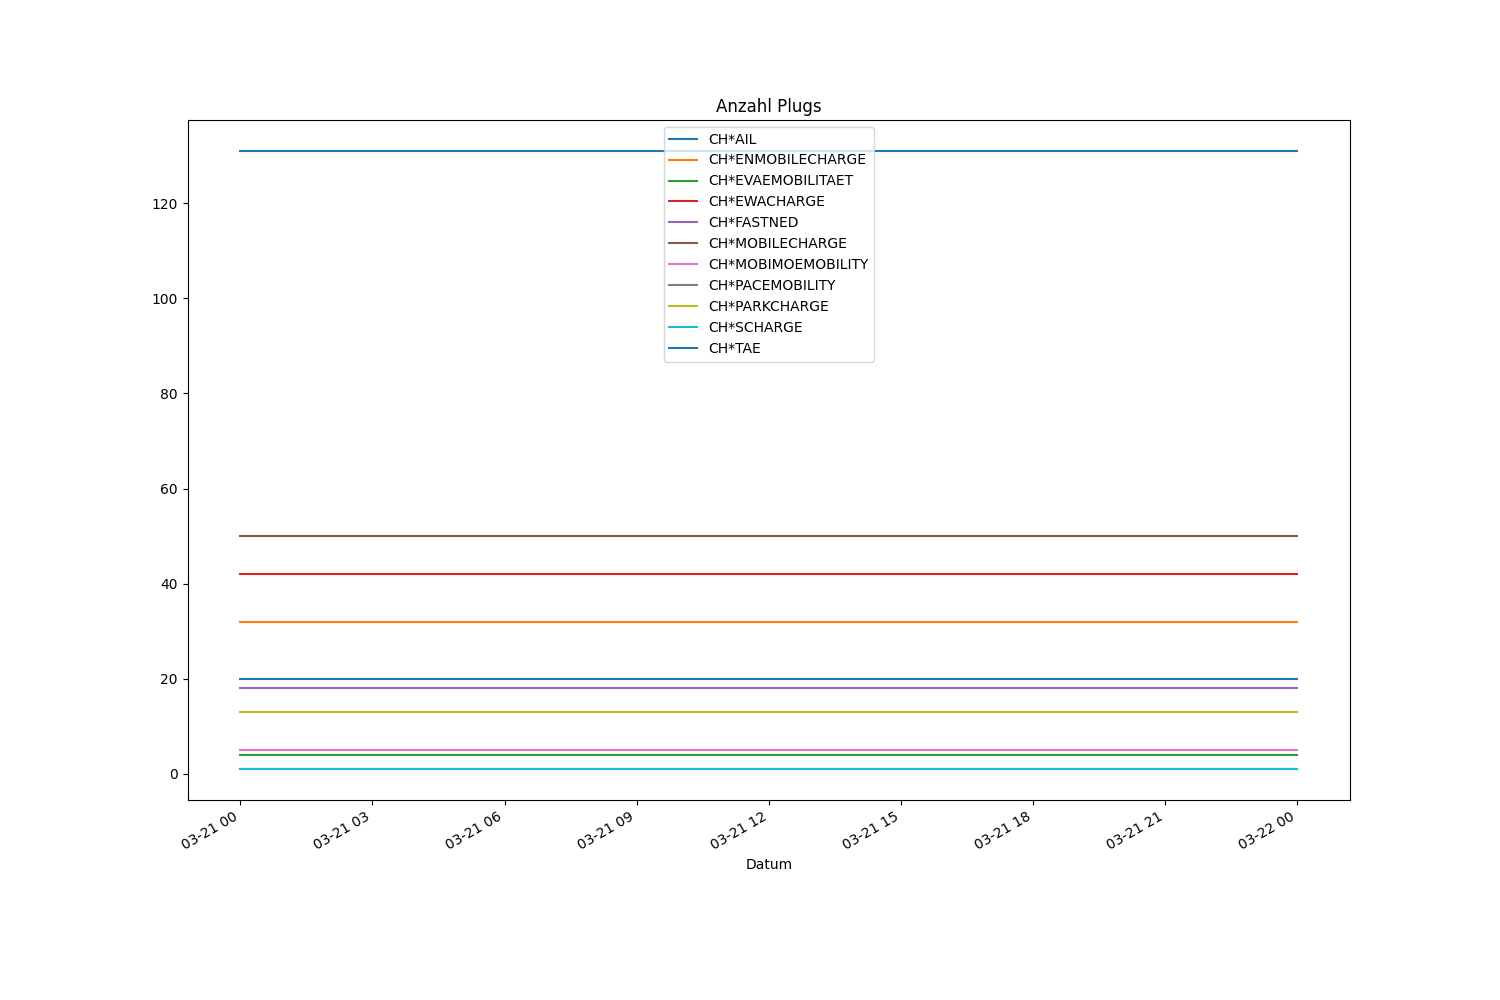 Anzahl Plugs
CH*AIL
CH*ENMOBILECHARGE
CH*EVAEMOBILITAET
CH*EWACHARGE
CH*FASTNED
CH*MOBILECHARGE
CH*MOBIMOEMOBILITY
CH*PACEMOBILITY
CH*PARKCHARGE
CH*SCHARGE
CH*TAE
120
100
80
60
40
20
0
03-21 00
03-21 03
03-21 06
03-21 09
03-21 12
03-21 15
03-21 18
03-21 21
03-22 00
Datum